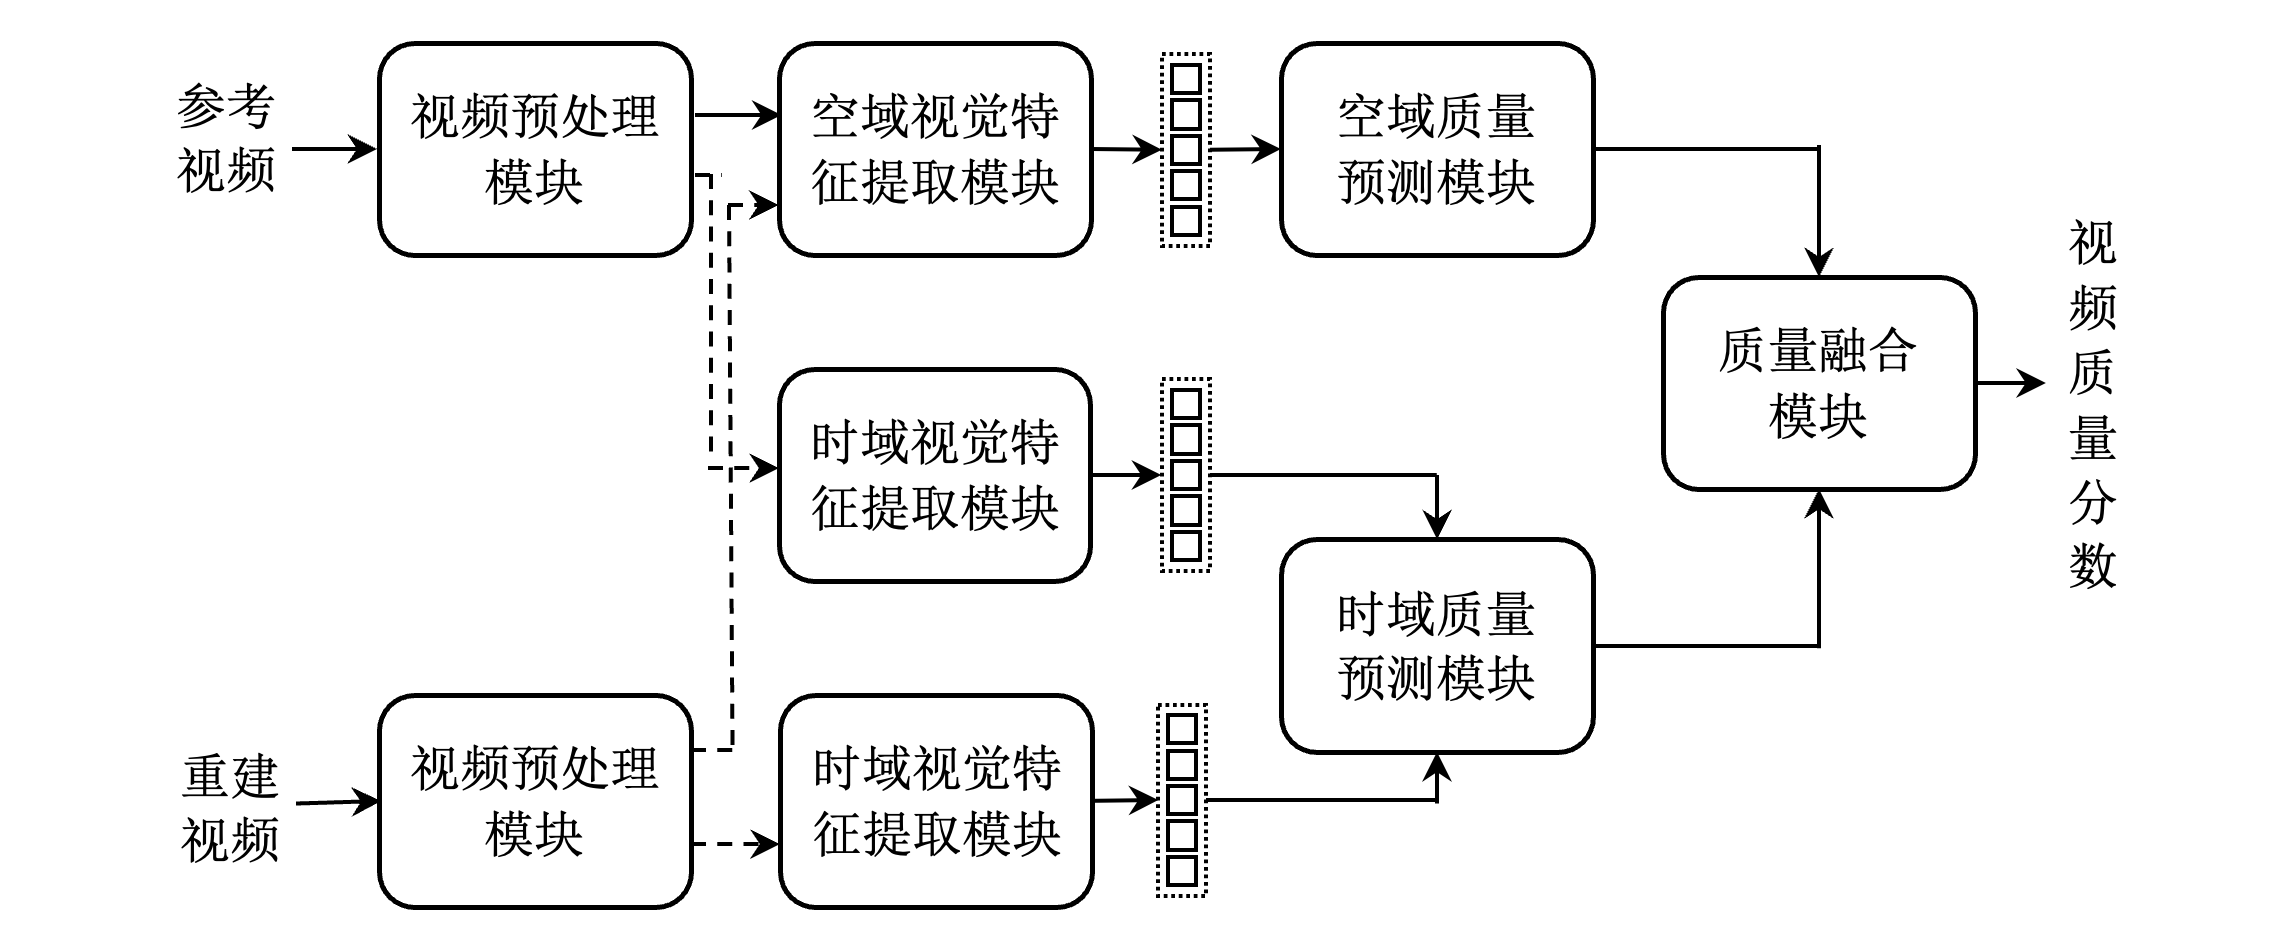 参考
视频
视频预处理
模块
空域视觉特
征提取模块
空域质量
预测模块
时域视觉特
征提取模块
质量融合
模块
视
频
质
量
分
数
时域质量
预测模块
重建
视频
视频预处理
模块
时域视觉特
征提取模块